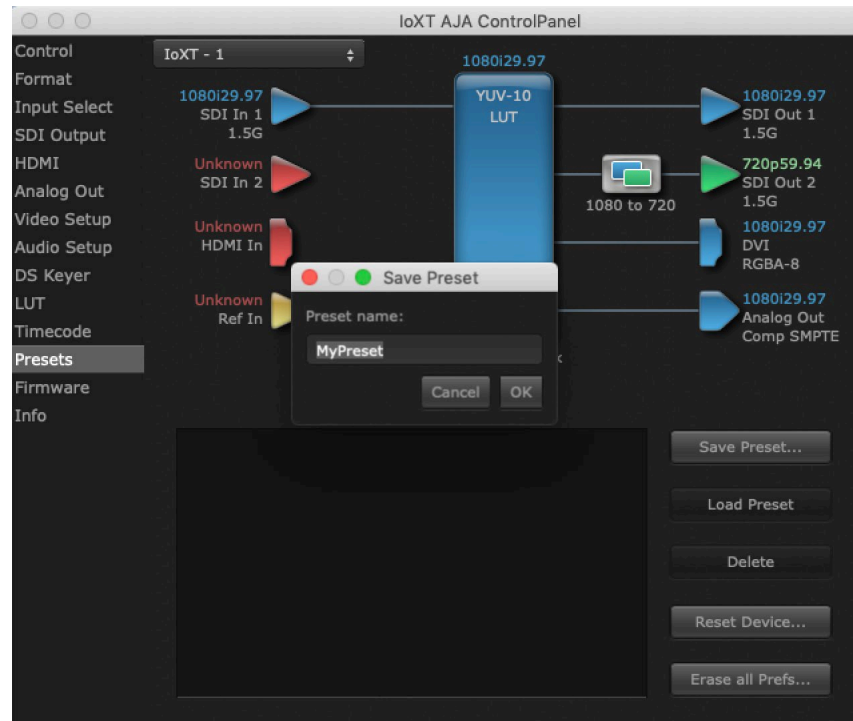 IoXT AJA ControlPanel
Control
Format
Input Select
SDI Output
HDMI
Analog Out
Video Setup
Audio Setup
DS Keyer
LUT
Timecode
Presets
Firmware
Info
IoXT - 1
1080i29.97
1080i29.97
SDI In 1
1.5G
Unknown
SDI In 2
Unknown
HDMI In
Unknown
Ref In
YUV-10
LUT
1080 to 720
1080i29.97
SDI Out 1
1.5G
720p59.94
SDI Out 2
1.5G
1080i29.97
DVI
RGBA-8
1080i29.97
Analog Out
Comp SMPTE
Save Preset
Preset name:
MyPreset
Cancel
OK
Save Preset...
Load Preset
Delete
Reset Device...
Erase all Prefs...